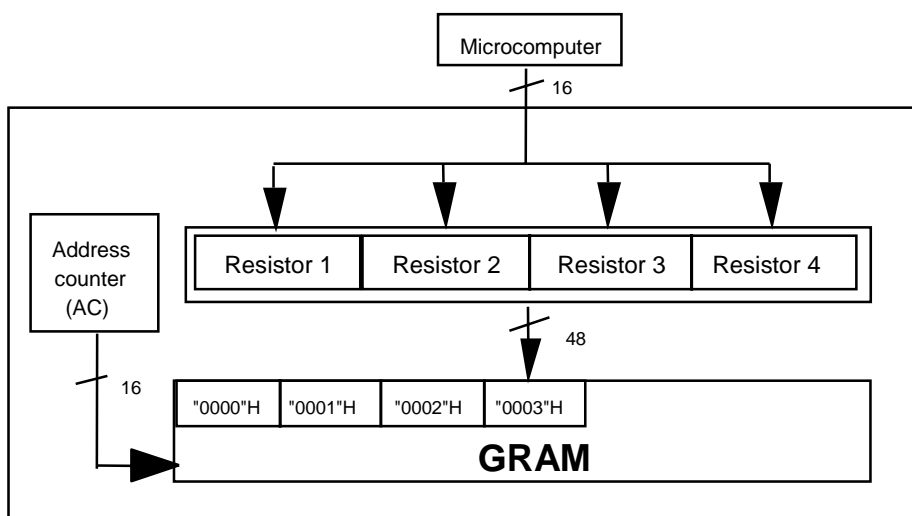 Microcomputer
16
Address
counter
(AC)
Resistor 1 Resistor 2 Resistor 3 Resistor 4
48
16
"0000"H "0001"H "0002"H "0003"H
GRAM